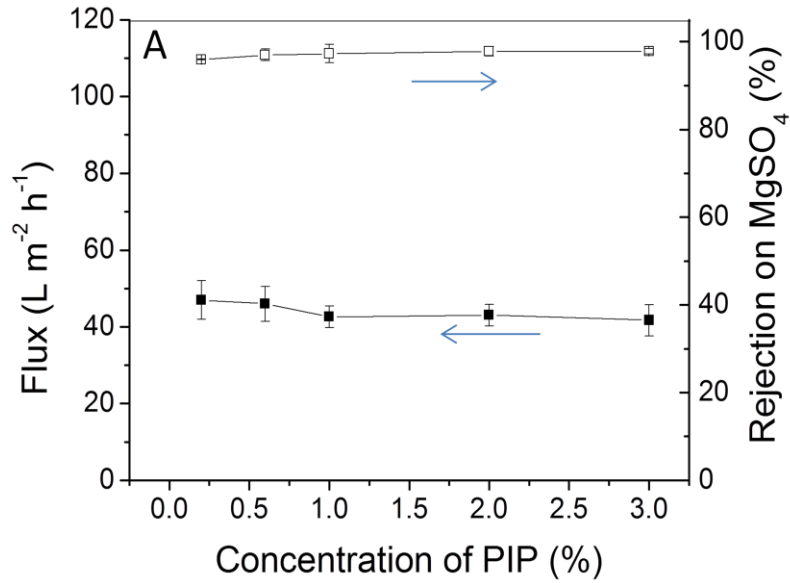 A
120
100
80
60
40
20
0
Flux (L m⁻² h⁻¹)
100
80
60
40
20
0
Rejection on MgSO₄ (%)
0.0 0.5 1.0 1.5 2.0 2.5 3.0
Concentration of PIP (%)